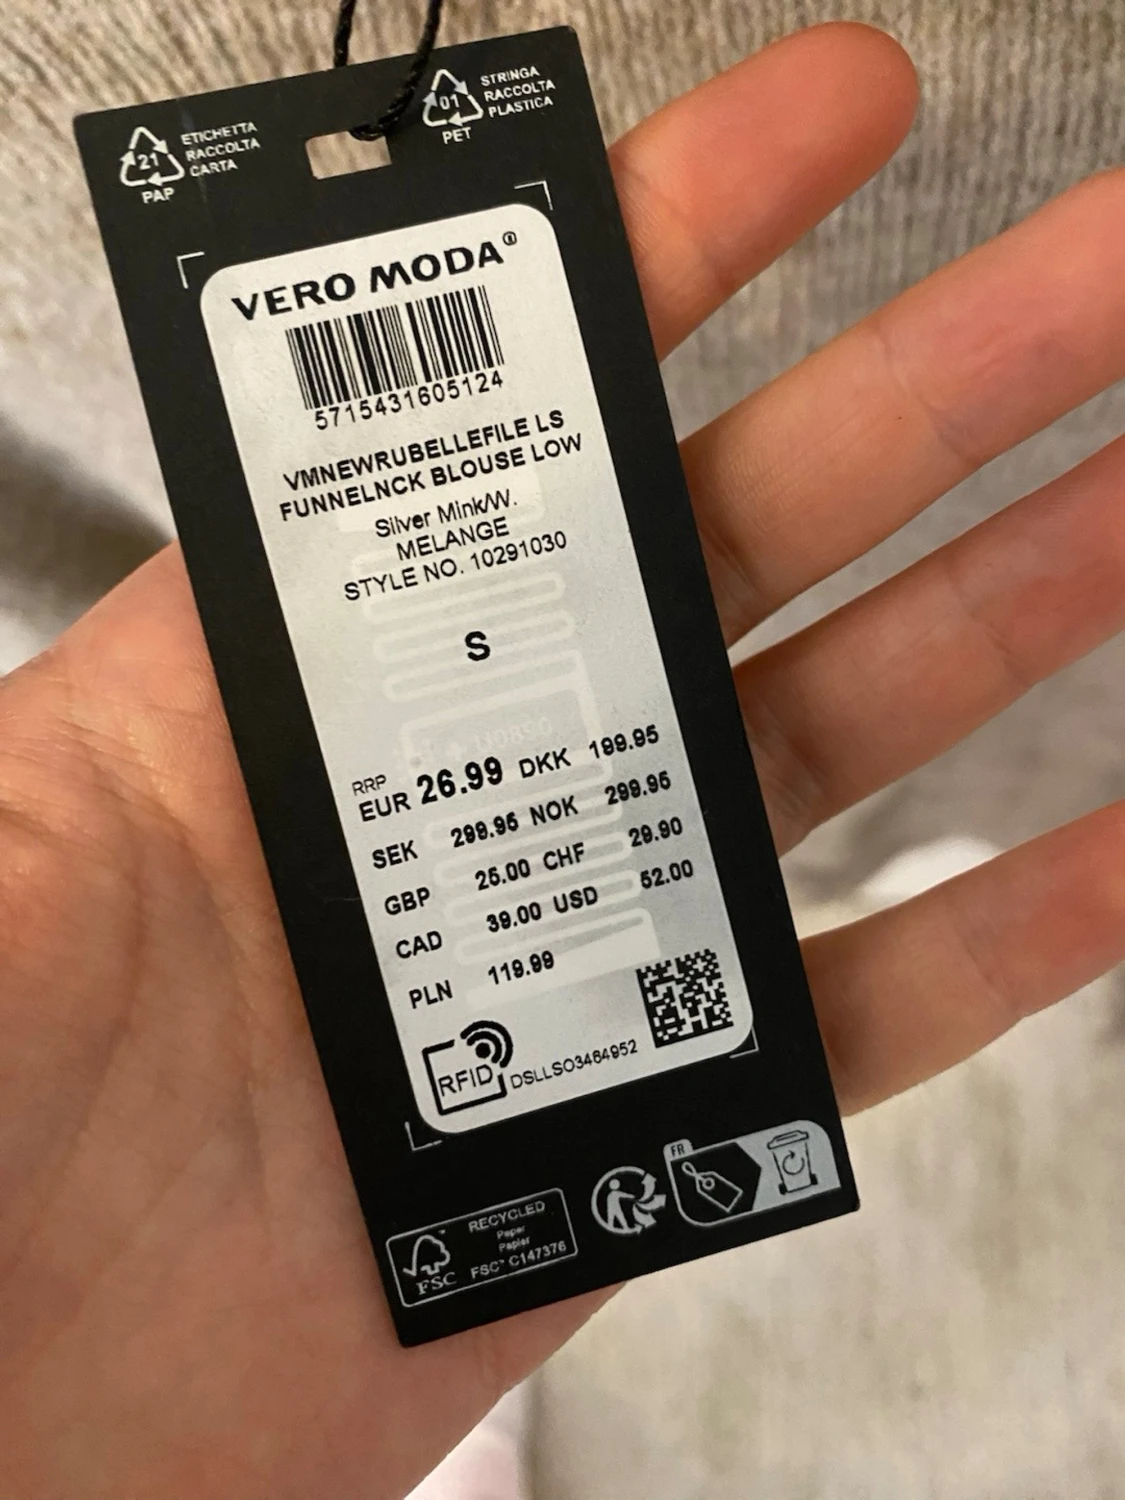 21
PAP
ETICHETTA
RACCOLTA
CARTA
01
PET
STRINGA
RACCOLTA
PLASTICA
VERO MODA®
5715431605124
VMNEWRUBELLEFILE LS
FUNNELNCK BLOUSE LOW
Silver Mink/W.
MELANGE
STYLE NO. 10291030
S
RRP
EUR 26.99 DKK 199.95
SEK 299.95 NOK 299.95
GBP 25.00 CHF 29.90
CAD 39.00 USD 52.00
PLN 119.99
RFID
DSLLSO3464952
FSC
RECYCLED
Paper
Papier
FSC™ C147376
FR